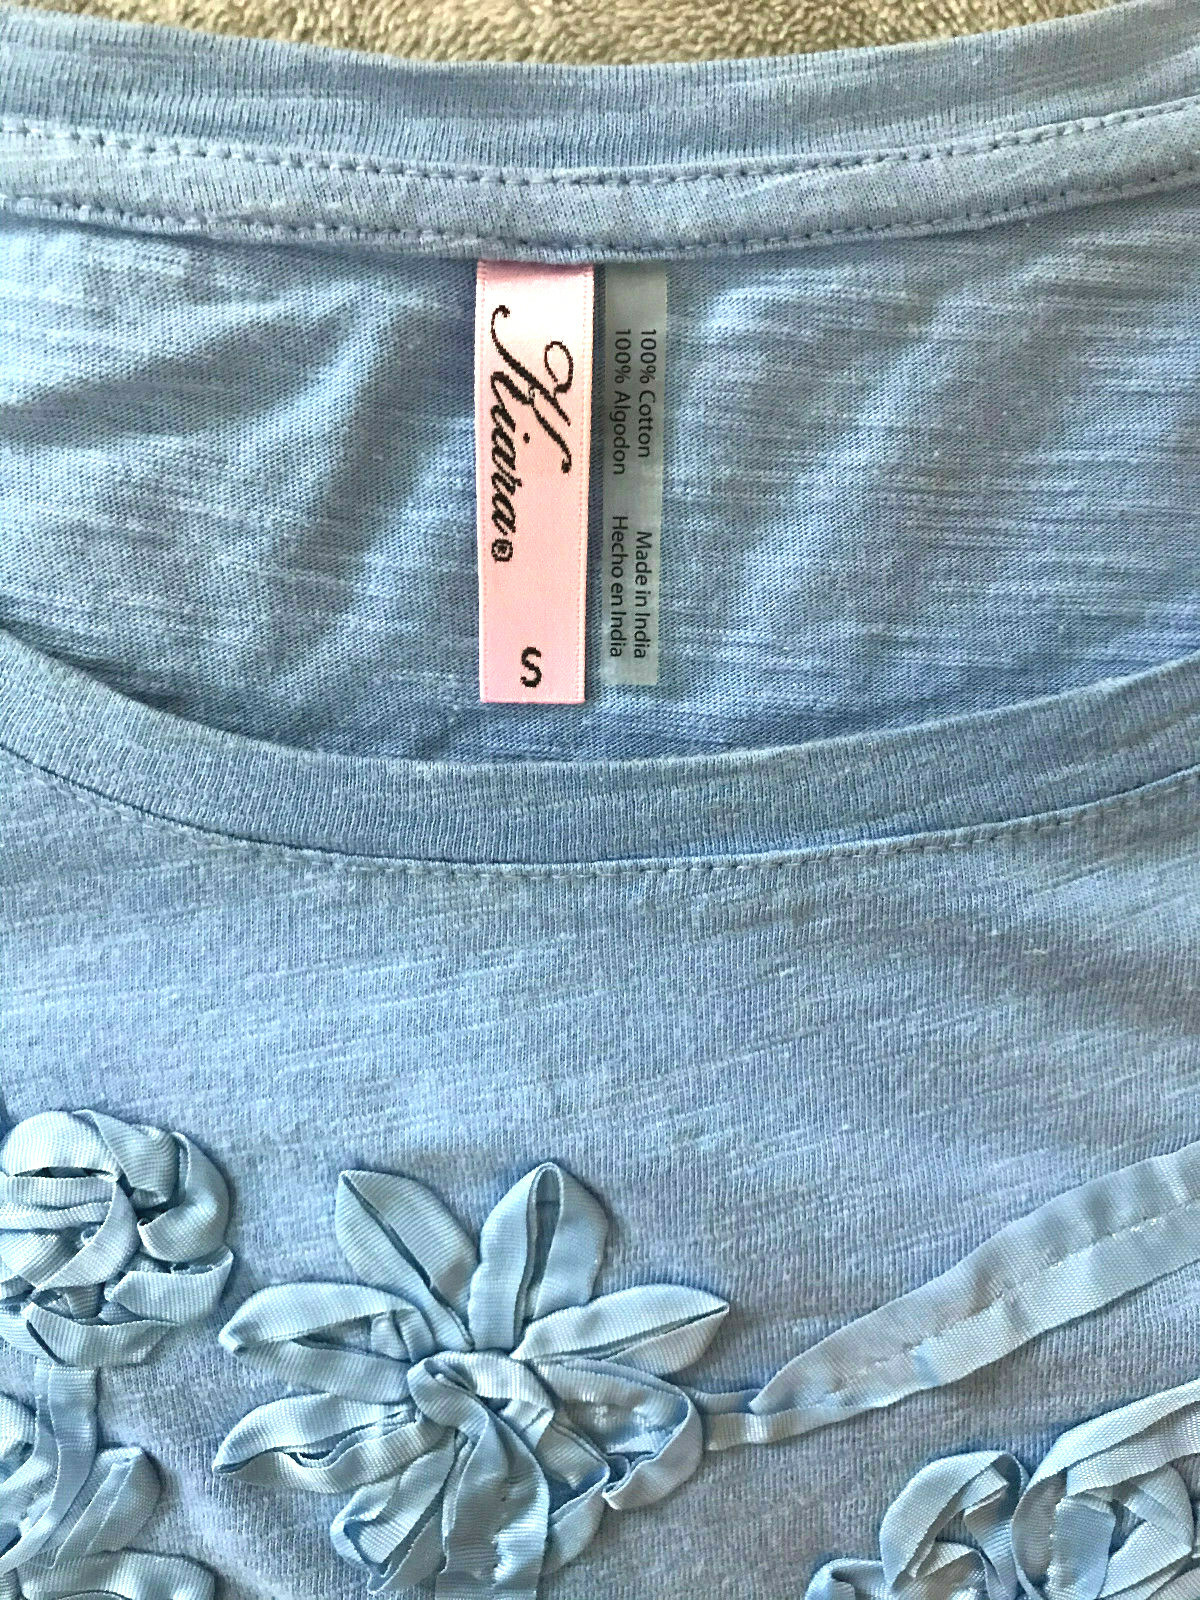 Kiara®
S
100% Cotton
100% Algodon
Made in India
Hecho en India